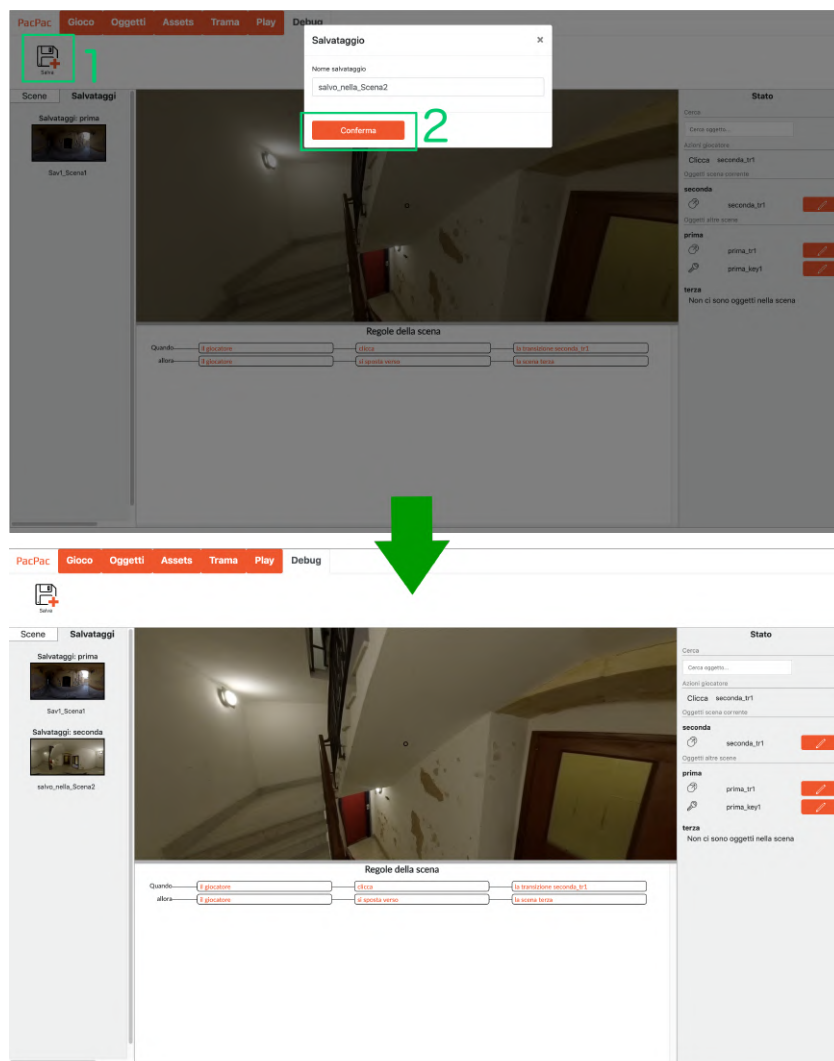 PacPac Gioco Oggetti Assets Trama Play Debug
Salva
1
Salvataggio ×
Nome salvataggio
salvo_nella_Scena2
Conferma
2
Scene Salvataggi
Salvataggi: prima
Sav1_Scena1
Stato
Cerca
Cerca oggetto...
Azioni giocatore
Clicca seconda_tr1
Oggetti scena corrente
seconda
seconda_tr1
Oggetti altre scene
prima
prima_tr1
prima_key1
terza
Non ci sono oggetti nella scena
Regole della scena
Quando il giocatore clicca la transizione seconda_tr1
allora il giocatore si sposta verso la scena terza
PacPac Gioco Oggetti Assets Trama Play Debug
Salva
Scene Salvataggi
Salvataggi: prima
Sav1_Scena1
Salvataggi: seconda
salvo_nella_Scena2
Stato
Cerca
Cerca oggetto...
Azioni giocatore
Clicca seconda_tr1
Oggetti scena corrente
seconda
seconda_tr1
Oggetti altre scene
prima
prima_tr1
prima_key1
terza
Non ci sono oggetti nella scena
Regole della scena
Quando il giocatore clicca la transizione seconda_tr1
allora il giocatore si sposta verso la scena terza